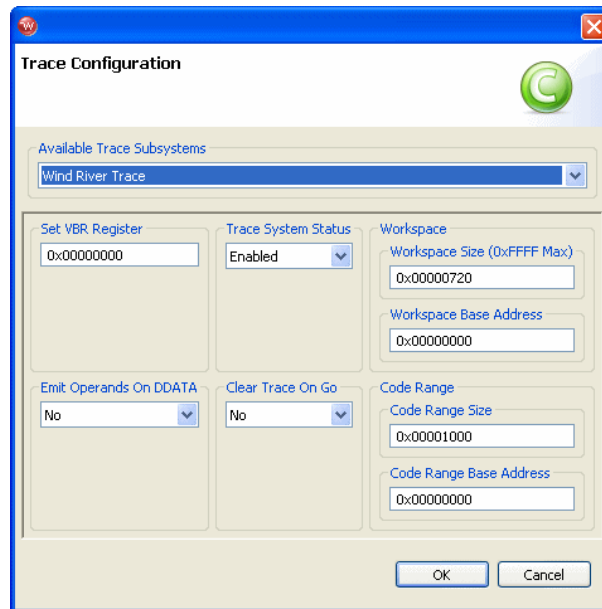 Trace Configuration
Available Trace Subsystems
Wind River Trace
Set VBR Register
0x00000000
Trace System Status
Enabled
Workspace
Workspace Size (0xFFFF Max)
0x00000720
Workspace Base Address
0x00000000
Emit Operands On DDATA
No
Clear Trace On Go
No
Code Range
Code Range Size
0x00001000
Code Range Base Address
0x00000000
OK
Cancel